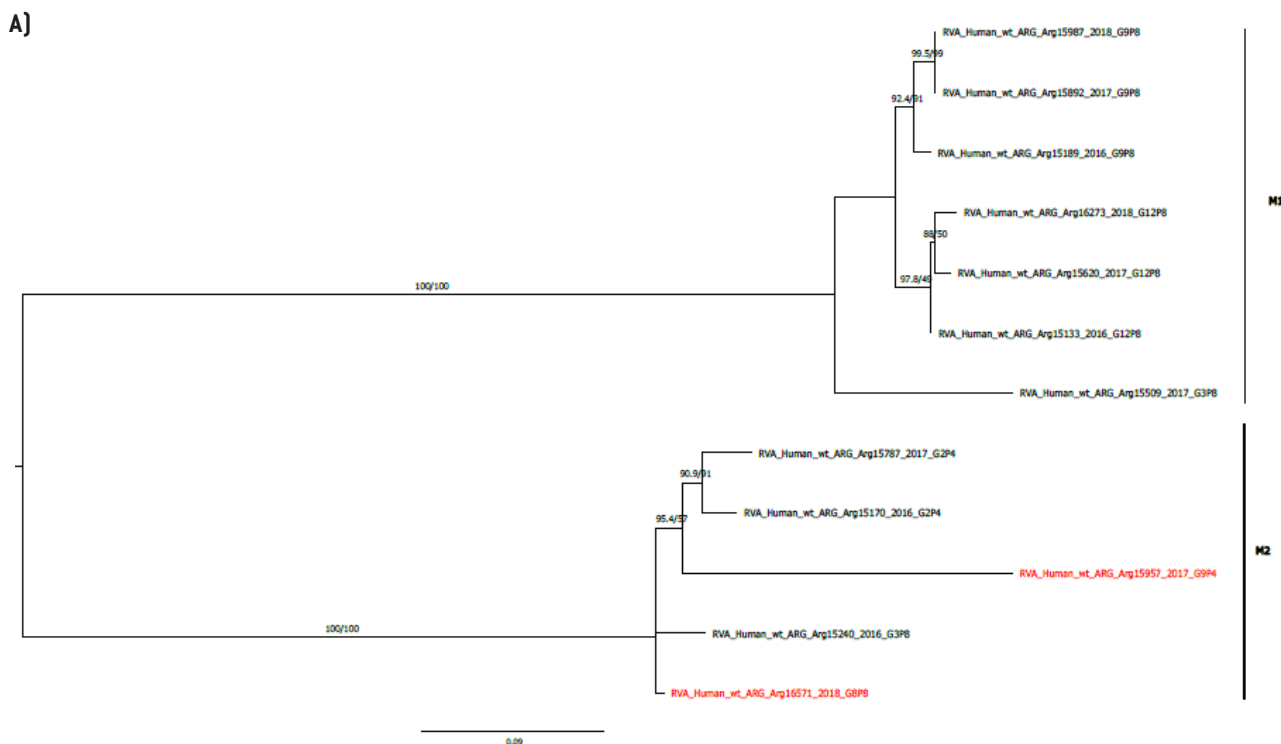 A)
RVA_Human_wt_ARG_Arg15987_2018_G9P8
99.5/99
RVA_Human_wt_ARG_Arg15892_2017_G9P8
92.4/91
RVA_Human_wt_ARG_Arg15189_2016_G9P8
M1
RVA_Human_wt_ARG_Arg16273_2018_G12P8
88/50
RVA_Human_wt_ARG_Arg15620_2017_G12P8
97.8/49
100/100
RVA_Human_wt_ARG_Arg15133_2016_G12P8
RVA_Human_wt_ARG_Arg15509_2017_G3P8
RVA_Human_wt_ARG_Arg15787_2017_G2P4
90.9/91
RVA_Human_wt_ARG_Arg15170_2016_G2P4
95.4/57
M2
RVA_Human_wt_ARG_Arg15957_2017_G9P4
100/100
RVA_Human_wt_ARG_Arg15240_2016_G3P8
RVA_Human_wt_ARG_Arg16571_2018_G8P8
0.09